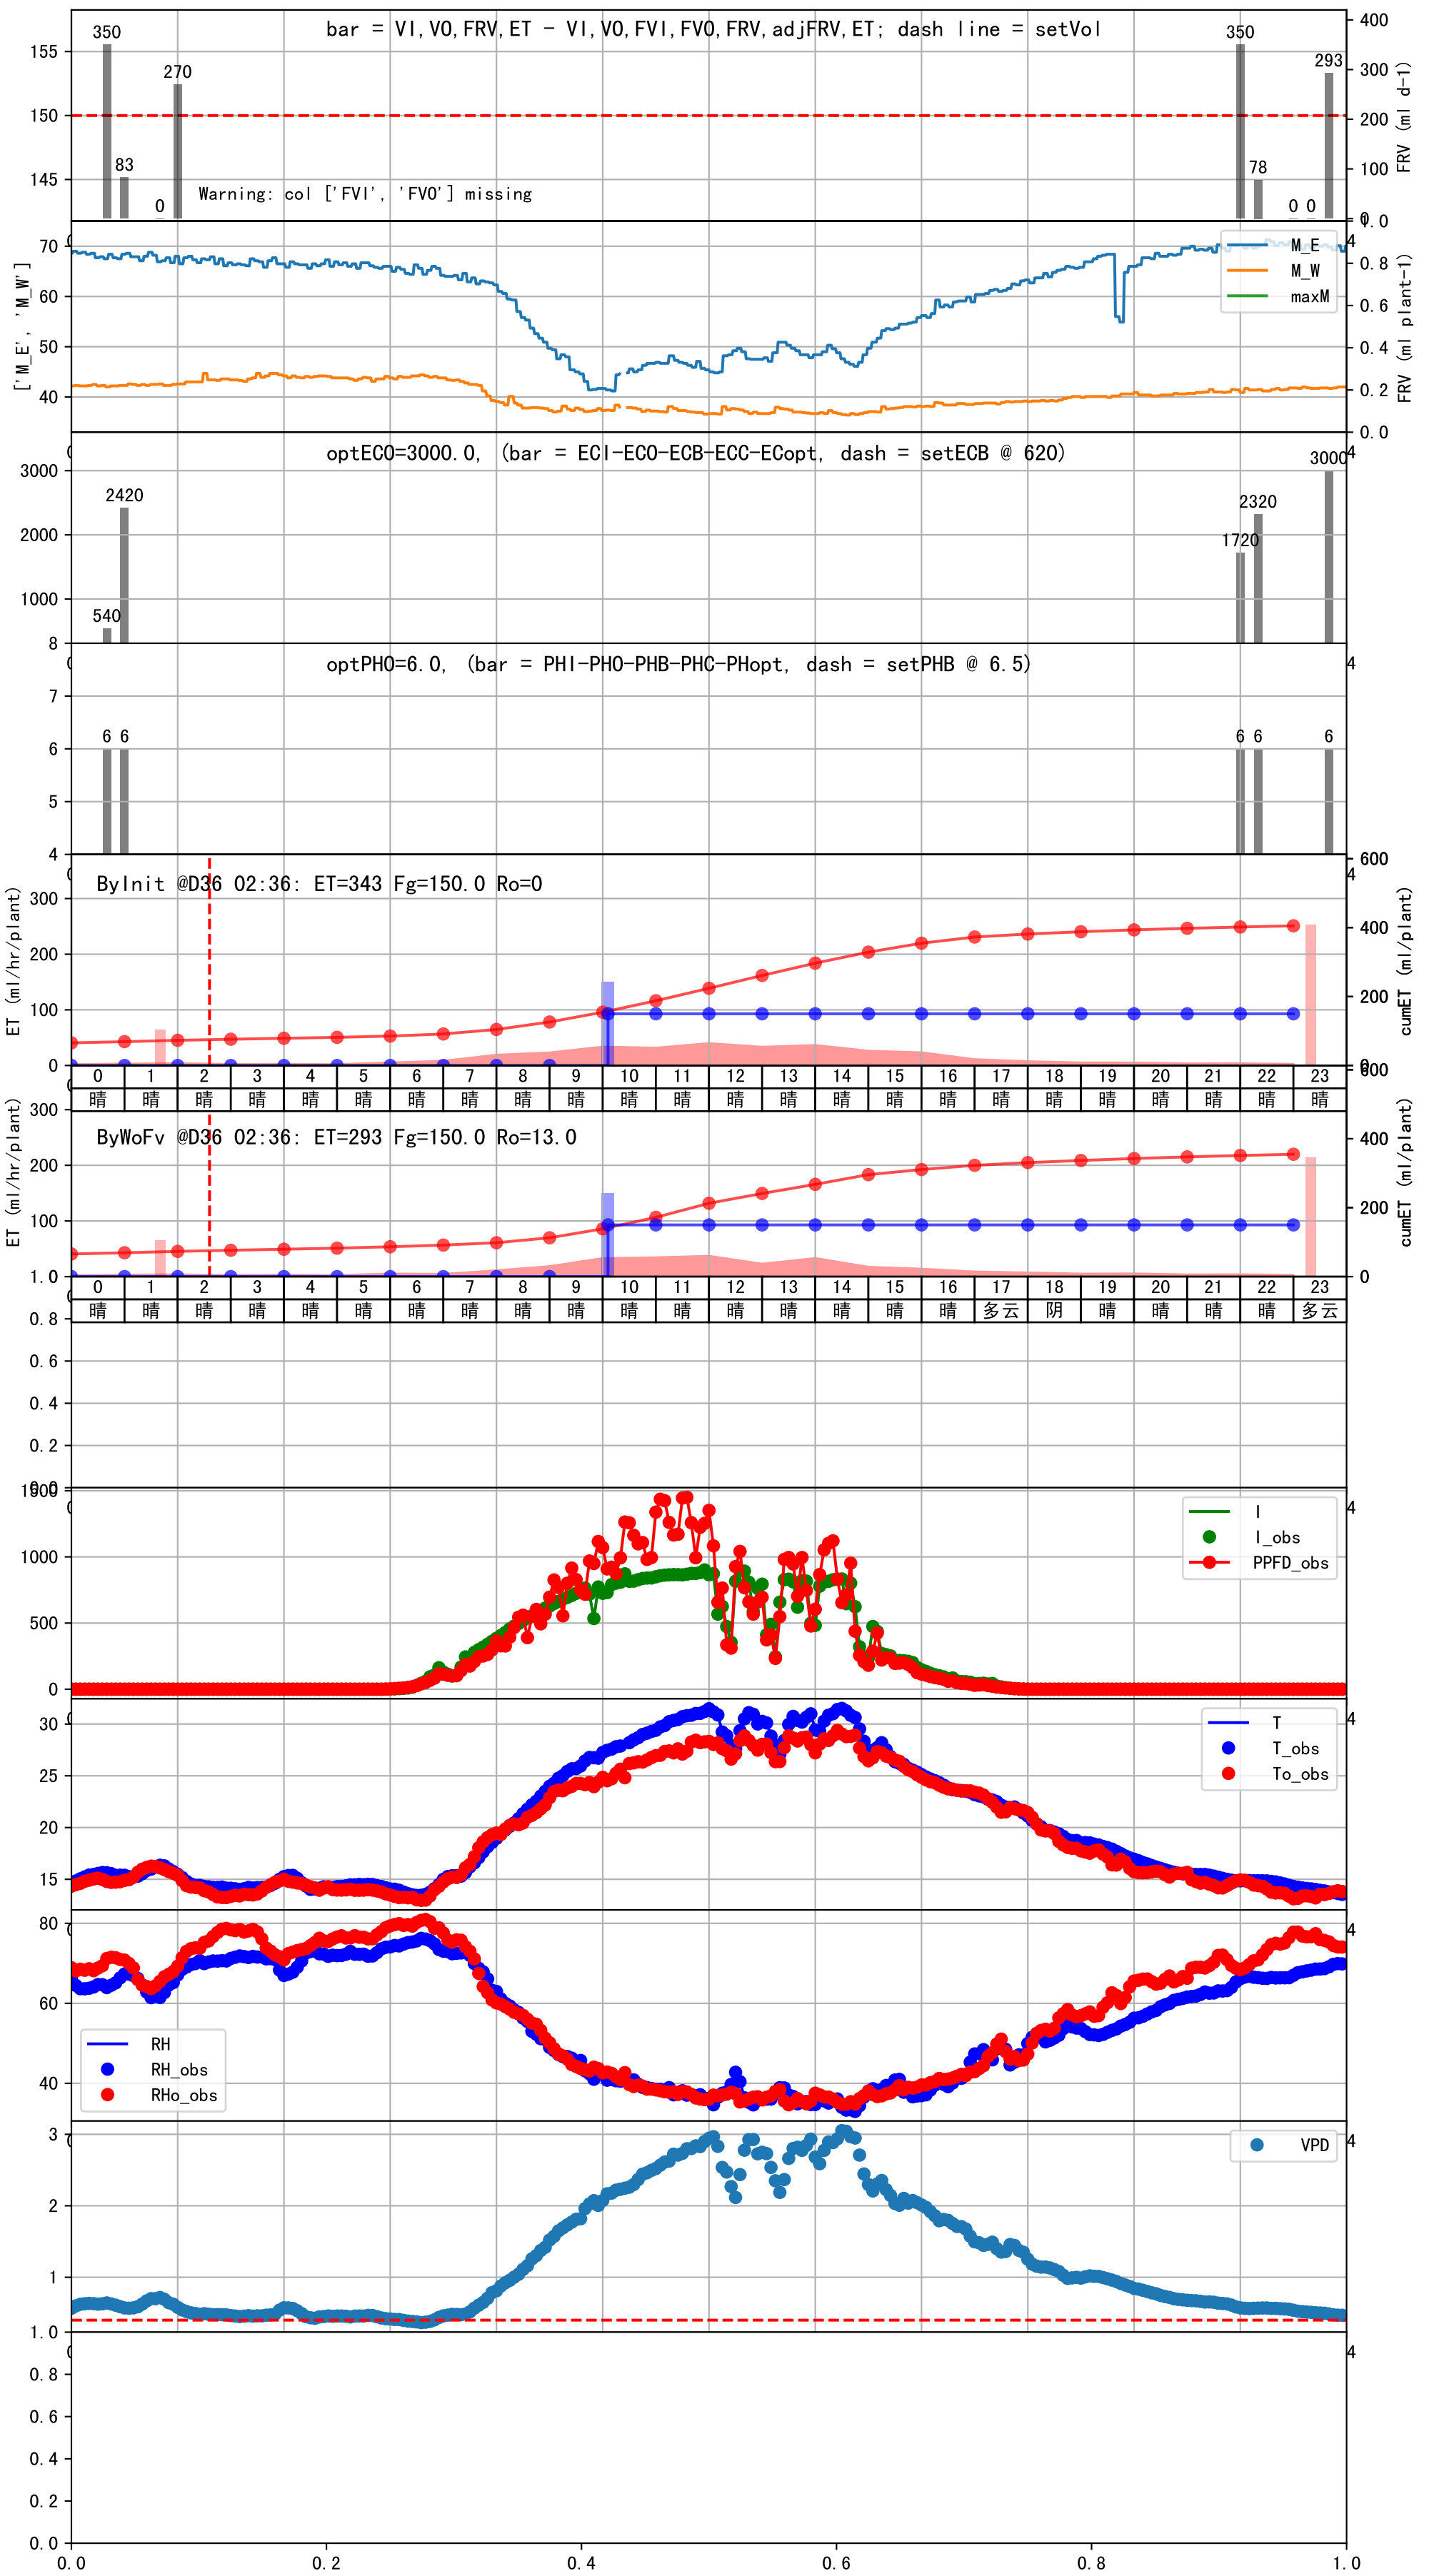 bar = VI,VO,FRV,ET - VI,VO,FVI,FVO,FRV,adjFRV,ET; dash line = setVol
350 83 0 270 350 78 0 0 293
155 150 145
400 300 200 100 0
FRV (ml d-1)
Warning: col ['FVI', 'FVO'] missing
1.0 0.8 0.6 0.4 0.2 0.0
FRV (ml plant-1)
['M_E', 'M_W']
70 60 50 40
M_E
M_W
maxM
optECO=3000.0, (bar = ECI-ECO-ECB-ECC-ECopt, dash = setECB @ 620)
3000 2000 1000
540 2420 1720 2320 3000
optPHO=6.0, (bar = PHI-PHO-PHB-PHC-PHopt, dash = setPHB @ 6.5)
8 7 6 5 4
6 6 6 6 6
ByInit @D36 02:36: ET=343 Fg=150.0 Ro=0
ET (ml/hr/plant)
300 200 100 0
600 400 200 0
cumET (ml/plant)
0 1 2 3 4 5 6 7 8 9 10 11 12 13 14 15 16 17 18 19 20 21 22 23
晴 晴 晴 晴 晴 晴 晴 晴 晴 晴 晴 晴 晴 晴 晴 晴 晴 晴 晴 晴 晴 晴 晴 晴
ByWoFv @D36 02:36: ET=293 Fg=150.0 Ro=13.0
ET (ml/hr/plant)
300 200 100
600 400 200 0
cumET (ml/plant)
0 1 2 3 4 5 6 7 8 9 10 11 12 13 14 15 16 17 18 19 20 21 22 23
晴 晴 晴 晴 晴 晴 晴 晴 晴 晴 晴 晴 晴 晴 晴 晴 晴 多云 阴 晴 晴 晴 晴 多云
1.0 0.8 0.6 0.4 0.2 0.0
1500 1000 500 0
I
I_obs
PPFD_obs
30 25 20 15
T
T_obs
To_obs
80 60 40
RH
RH_obs
RHo_obs
3 2 1
VPD
1.0 0.8 0.6 0.4 0.2 0.0
0.0 0.2 0.4 0.6 0.8 1.0